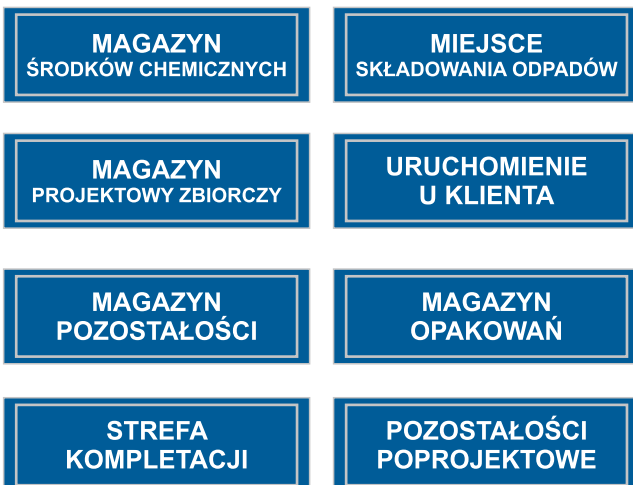 MAGAZYN
ŚRODKÓW CHEMICZNYCH
MIEJSCE
SKŁADOWANIA ODPADÓW
MAGAZYN
PROJEKTOWY ZBIORCZY
URUCHOMIENIE
U KLIENTA
MAGAZYN
POZOSTAŁOŚCI
MAGAZYN
OPAKOWAŃ
STREFA
KOMPLETACJI
POZOSTAŁOŚCI
POPROJEKTOWE